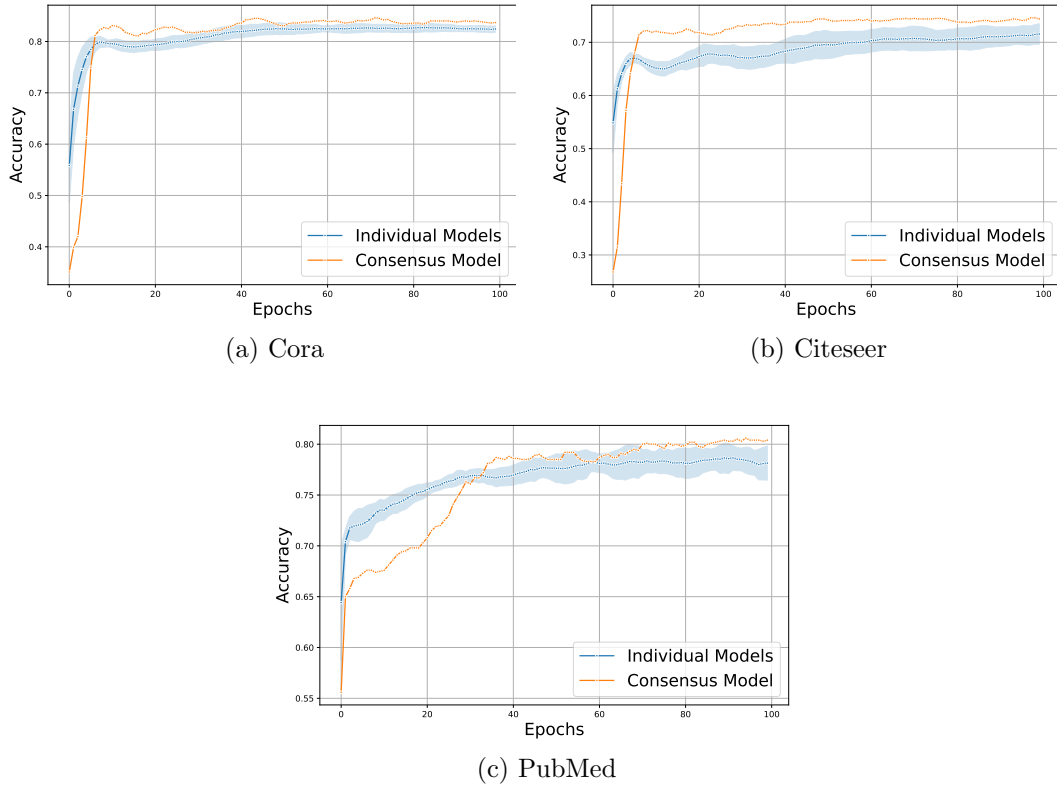 0.8
0.7
0.6
0.5
0.4
Accuracy
Individual Models
Consensus Model
0 20 40 60 80 100
Epochs
(a) Cora
0.7
0.6
0.5
0.4
0.3
Accuracy
Individual Models
Consensus Model
0 20 40 60 80 100
Epochs
(b) Citeseer
0.80
0.75
0.70
0.65
0.60
0.55
Accuracy
Individual Models
Consensus Model
0 20 40 60 80 100
Epochs
(c) PubMed